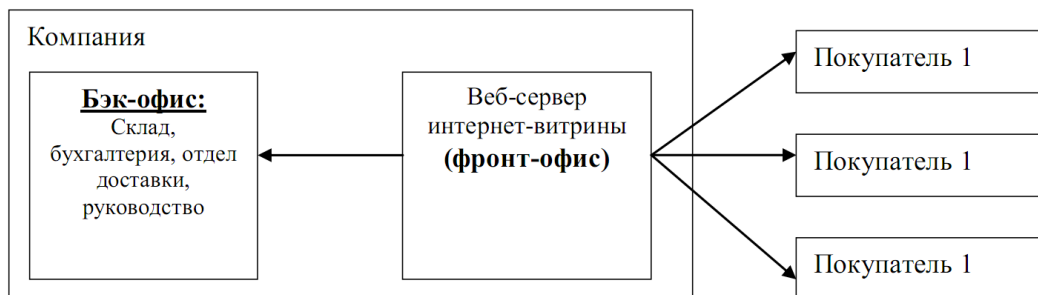 Компания
Бэк-офис:
Склад,
бухгалтерия, отдел
доставки,
руководство
Веб-сервер
интернет-витрины
(фронт-офис)
Покупатель 1
Покупатель 1
Покупатель 1